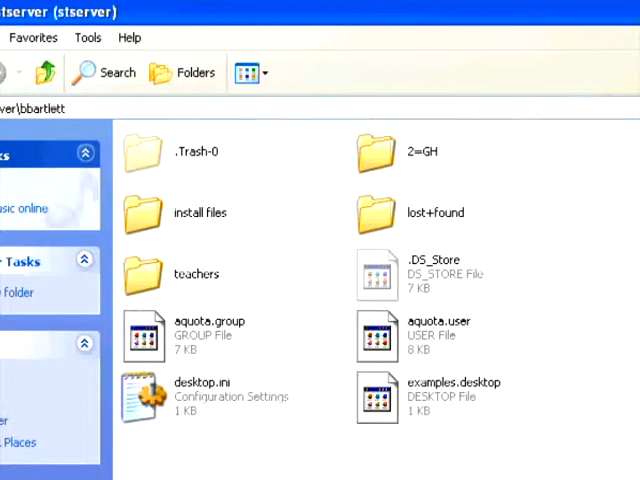 tserver (stserver)
Favorites Tools Help
Search Folders
ver\bbartlett
ks
usic online
r Tasks
folder
er
Places
.Trash-0 2=GH
install files lost+found
teachers .DS_Store
DS_STORE File
7 KB
aquota.group
GROUP File
7 KB
aquota.user
USER File
8 KB
desktop.ini
Configuration Settings
1 KB
examples.desktop
DESKTOP File
1 KB